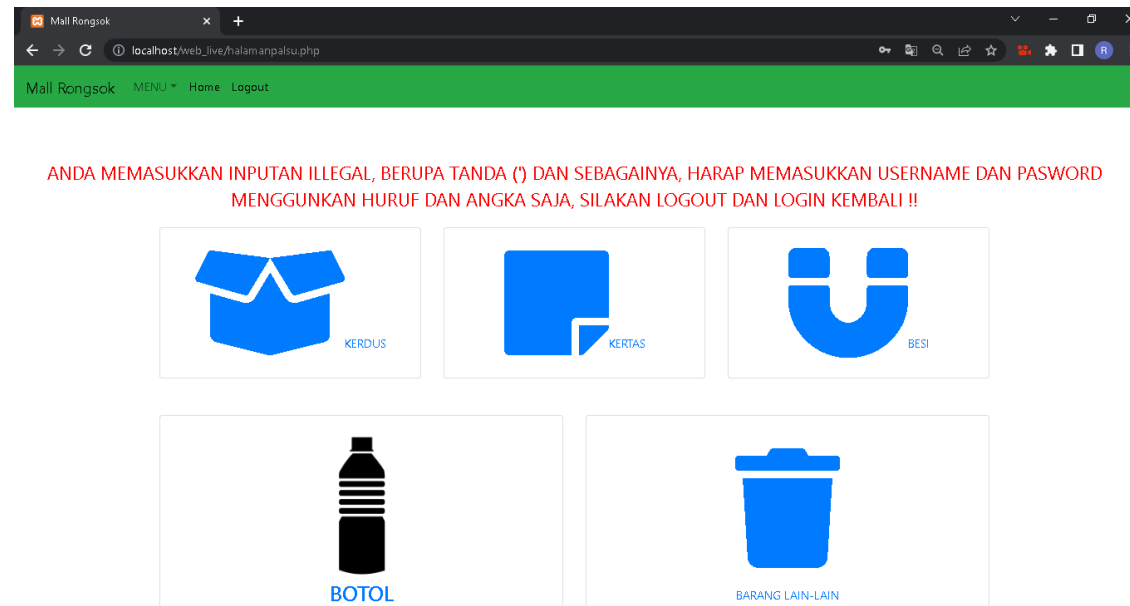 Mall Rongsok
localhost/web_live/halamanpalsu.php
R
Mall Rongsok MENU Home Logout
ANDA MEMASUKKAN INPUTAN ILLEGAL, BERUPA TANDA (') DAN SEBAGAINYA, HARAP MEMASUKKAN USERNAME DAN PASWORD
MENGGUNKAN HURUF DAN ANGKA SAJA, SILAKAN LOGOUT DAN LOGIN KEMBALI !!
KERDUS KERTAS BESI
BOTOL BARANG LAIN-LAIN